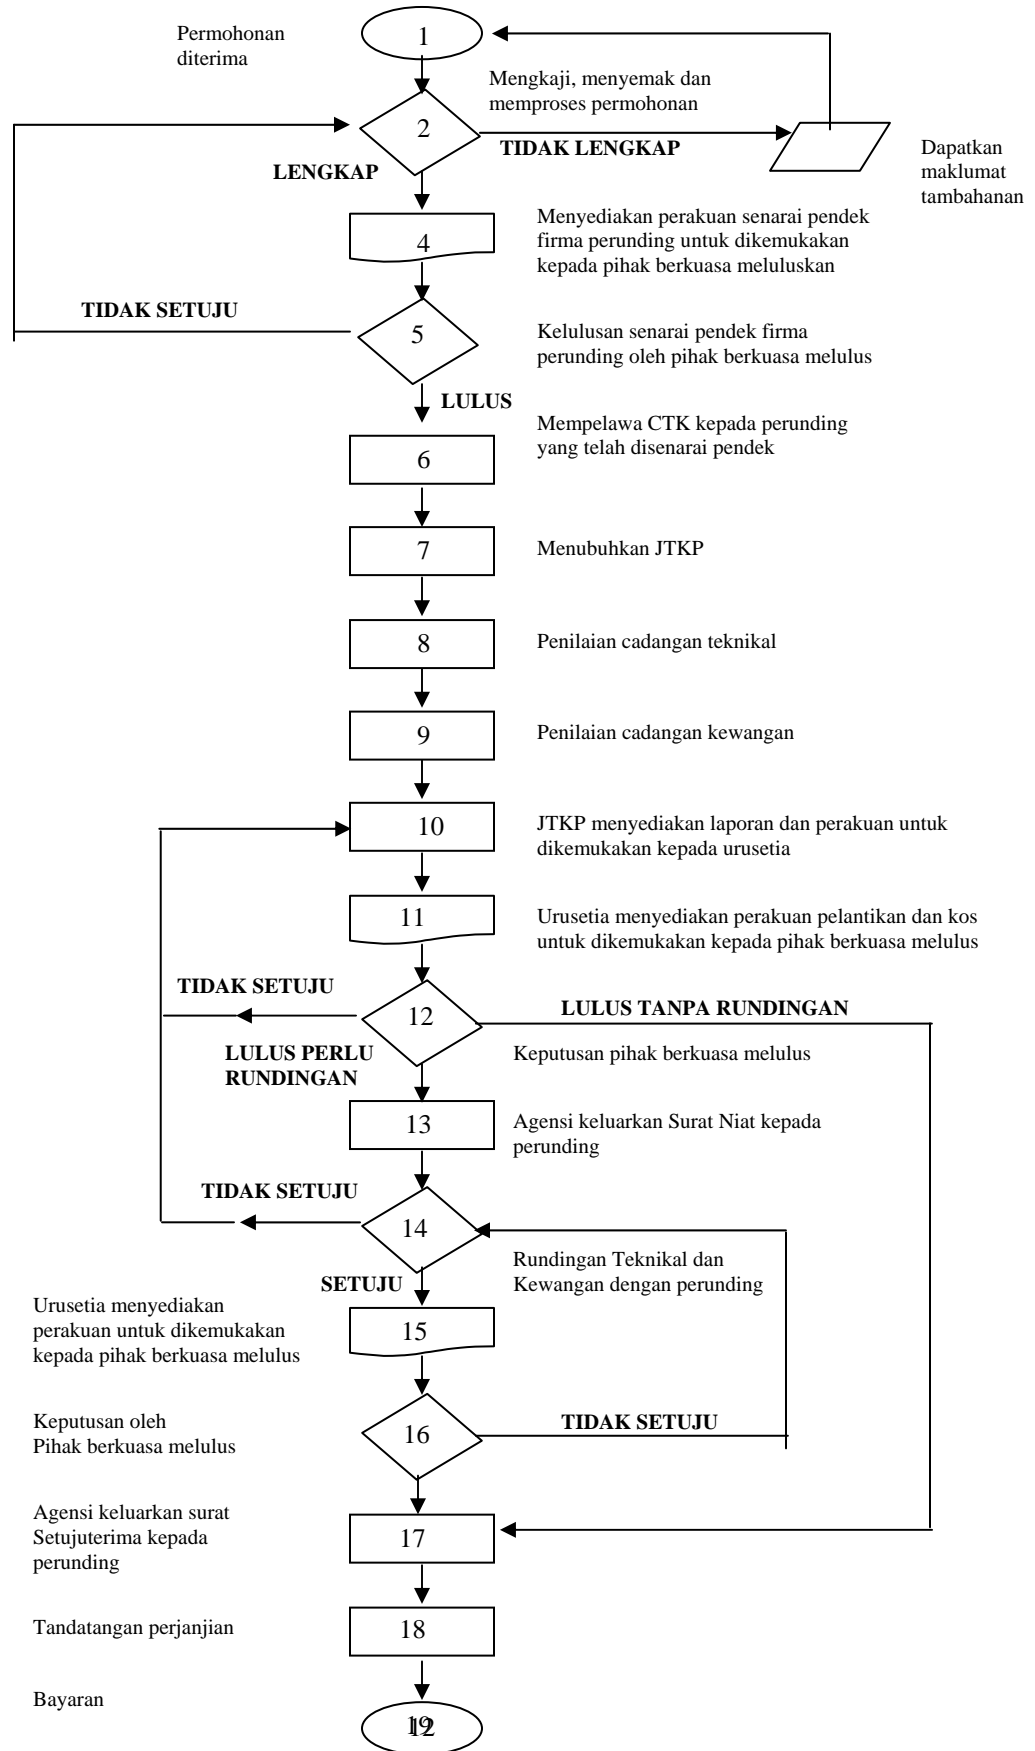 Permohonan
diterima
1
Mengkaji, menyemak dan
memproses permohonan
2
TIDAK LENGKAP
LENGKAP
Dapatkan
maklumat
tambahanan
4
Menyediakan perakuan senarai pendek
firma perunding untuk dikemukakan
kepada pihak berkuasa meluluskan
TIDAK SETUJU
5
Kelulusan senarai pendek firma
perunding oleh pihak berkuasa melulus
LULUS
6
Mempelawa CTK kepada perunding
yang telah disenarai pendek
7
Menubuhkan JTKP
8
Penilaian cadangan teknikal
9
Penilaian cadangan kewangan
10
JTKP menyediakan laporan dan perakuan untuk
dikemukakan kepada urusetia
11
Urusetia menyediakan perakuan pelantikan dan kos
untuk dikemukakan kepada pihak berkuasa melulus
TIDAK SETUJU
12
LULUS TANPA RUNDINGAN
LULUS PERLU
RUNDINGAN
Keputusan pihak berkuasa melulus
13
Agensi keluarkan Surat Niat kepada
perunding
TIDAK SETUJU
14
Rundingan Teknikal dan
Kewangan dengan perunding
SETUJU
Urusetia menyediakan
perakuan untuk dikemukakan
kepada pihak berkuasa melulus
15
Keputusan oleh
Pihak berkuasa melulus
16
TIDAK SETUJU
Agensi keluarkan surat
Setujuterima kepada
perunding
17
Tandatangan perjanjian
18
Bayaran